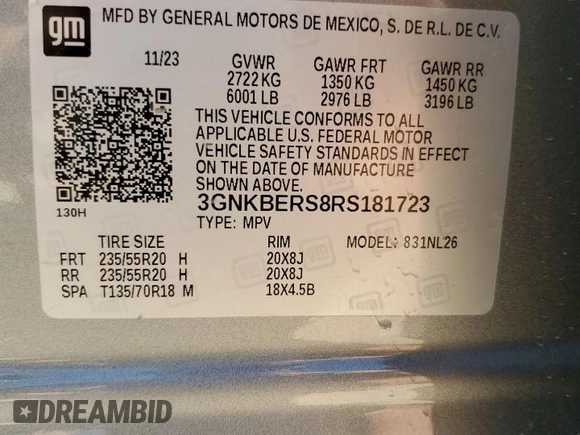 gm
MFD BY GENERAL MOTORS DE MEXICO, S. DE R.L. DE C.V.
11/23 GVWR GAWR FRT GAWR RR
2722 KG 1350 KG 1450 KG
6001 LB 2976 LB 3196 LB
THIS VEHICLE CONFORMS TO ALL
APPLICABLE U.S. FEDERAL MOTOR
VEHICLE SAFETY STANDARDS IN EFFECT
ON THE DATE OF MANUFACTURE
SHOWN ABOVE.
130H
3GNKBERS8RS181723
TYPE: MPV
TIRE SIZE RIM MODEL: 831NL26
FRT 235/55R20 H 20X8J
RR 235/55R20 H 20X8J
SPA T135/70R18 M 18X4.5B
DREAMBID